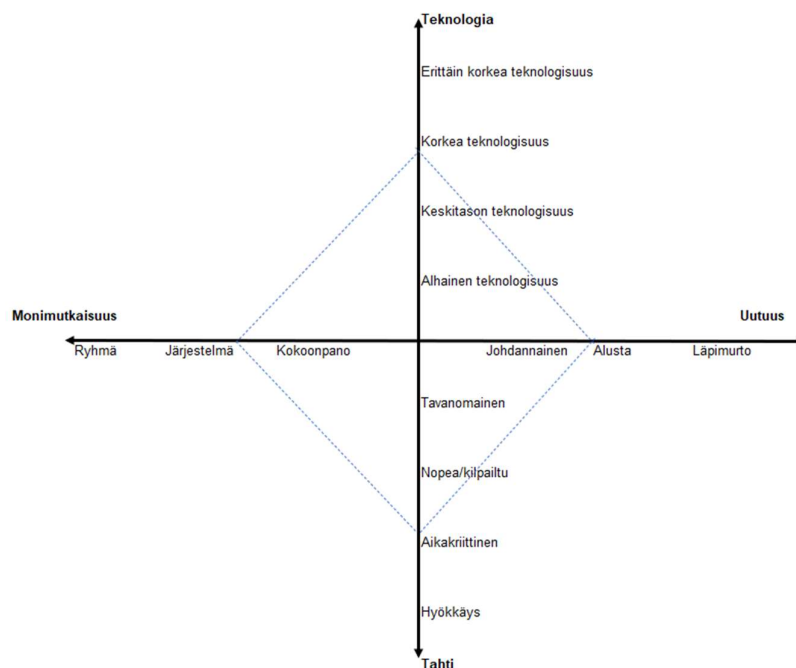 Teknologia
Erittäin korkea teknologisuus
Korkea teknologisuus
Keskitason teknologisuus
Alhainen teknologisuus
Monimutkaisuus
Uutuus
Ryhmä
Järjestelmä
Kokoonpano
Johdannainen
Alusta
Läpimurto
Tavanomainen
Nopea/kilpailtu
Aikakriittinen
Hyökkäys
Tahti